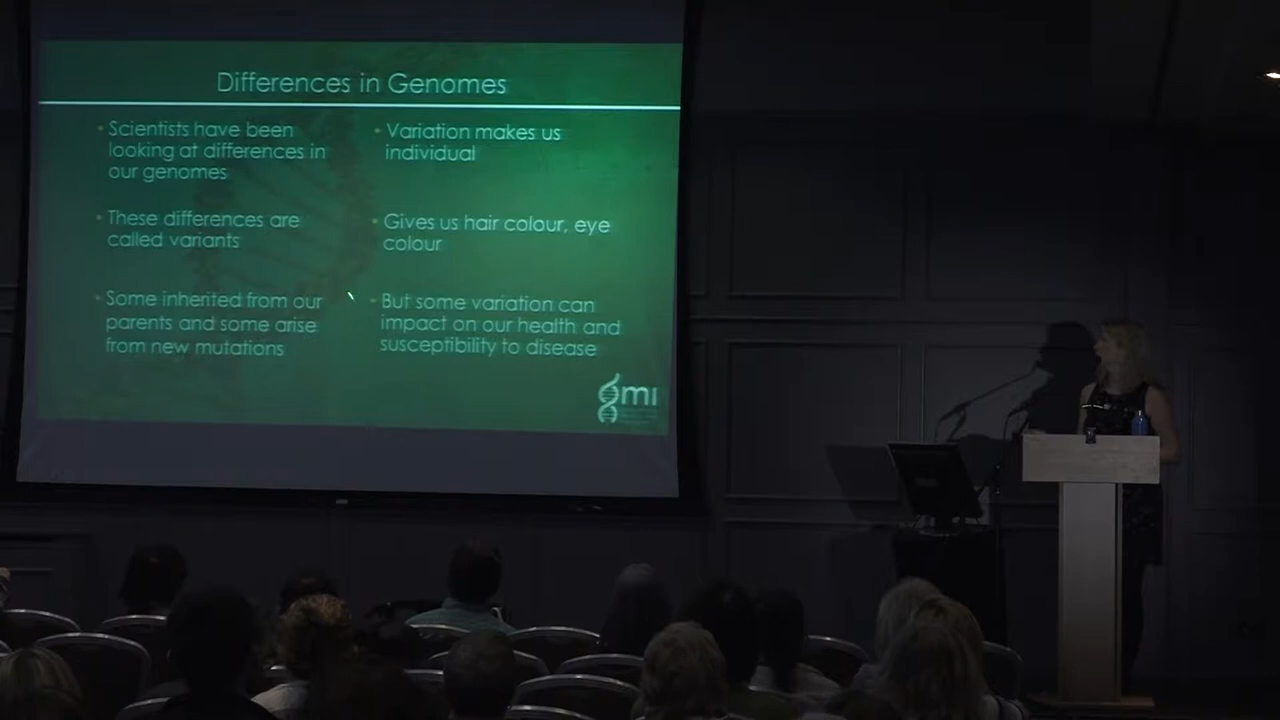 Differences in Genomes
• Scientists have been
looking at differences in
our genomes
• These differences are
called variants
• Some inherited from our
parents and some arise
from new mutations
• Variation makes us
individual
• Gives us hair colour, eye
colour
• But some variation can
impact on our health and
susceptibility to disease
gmi